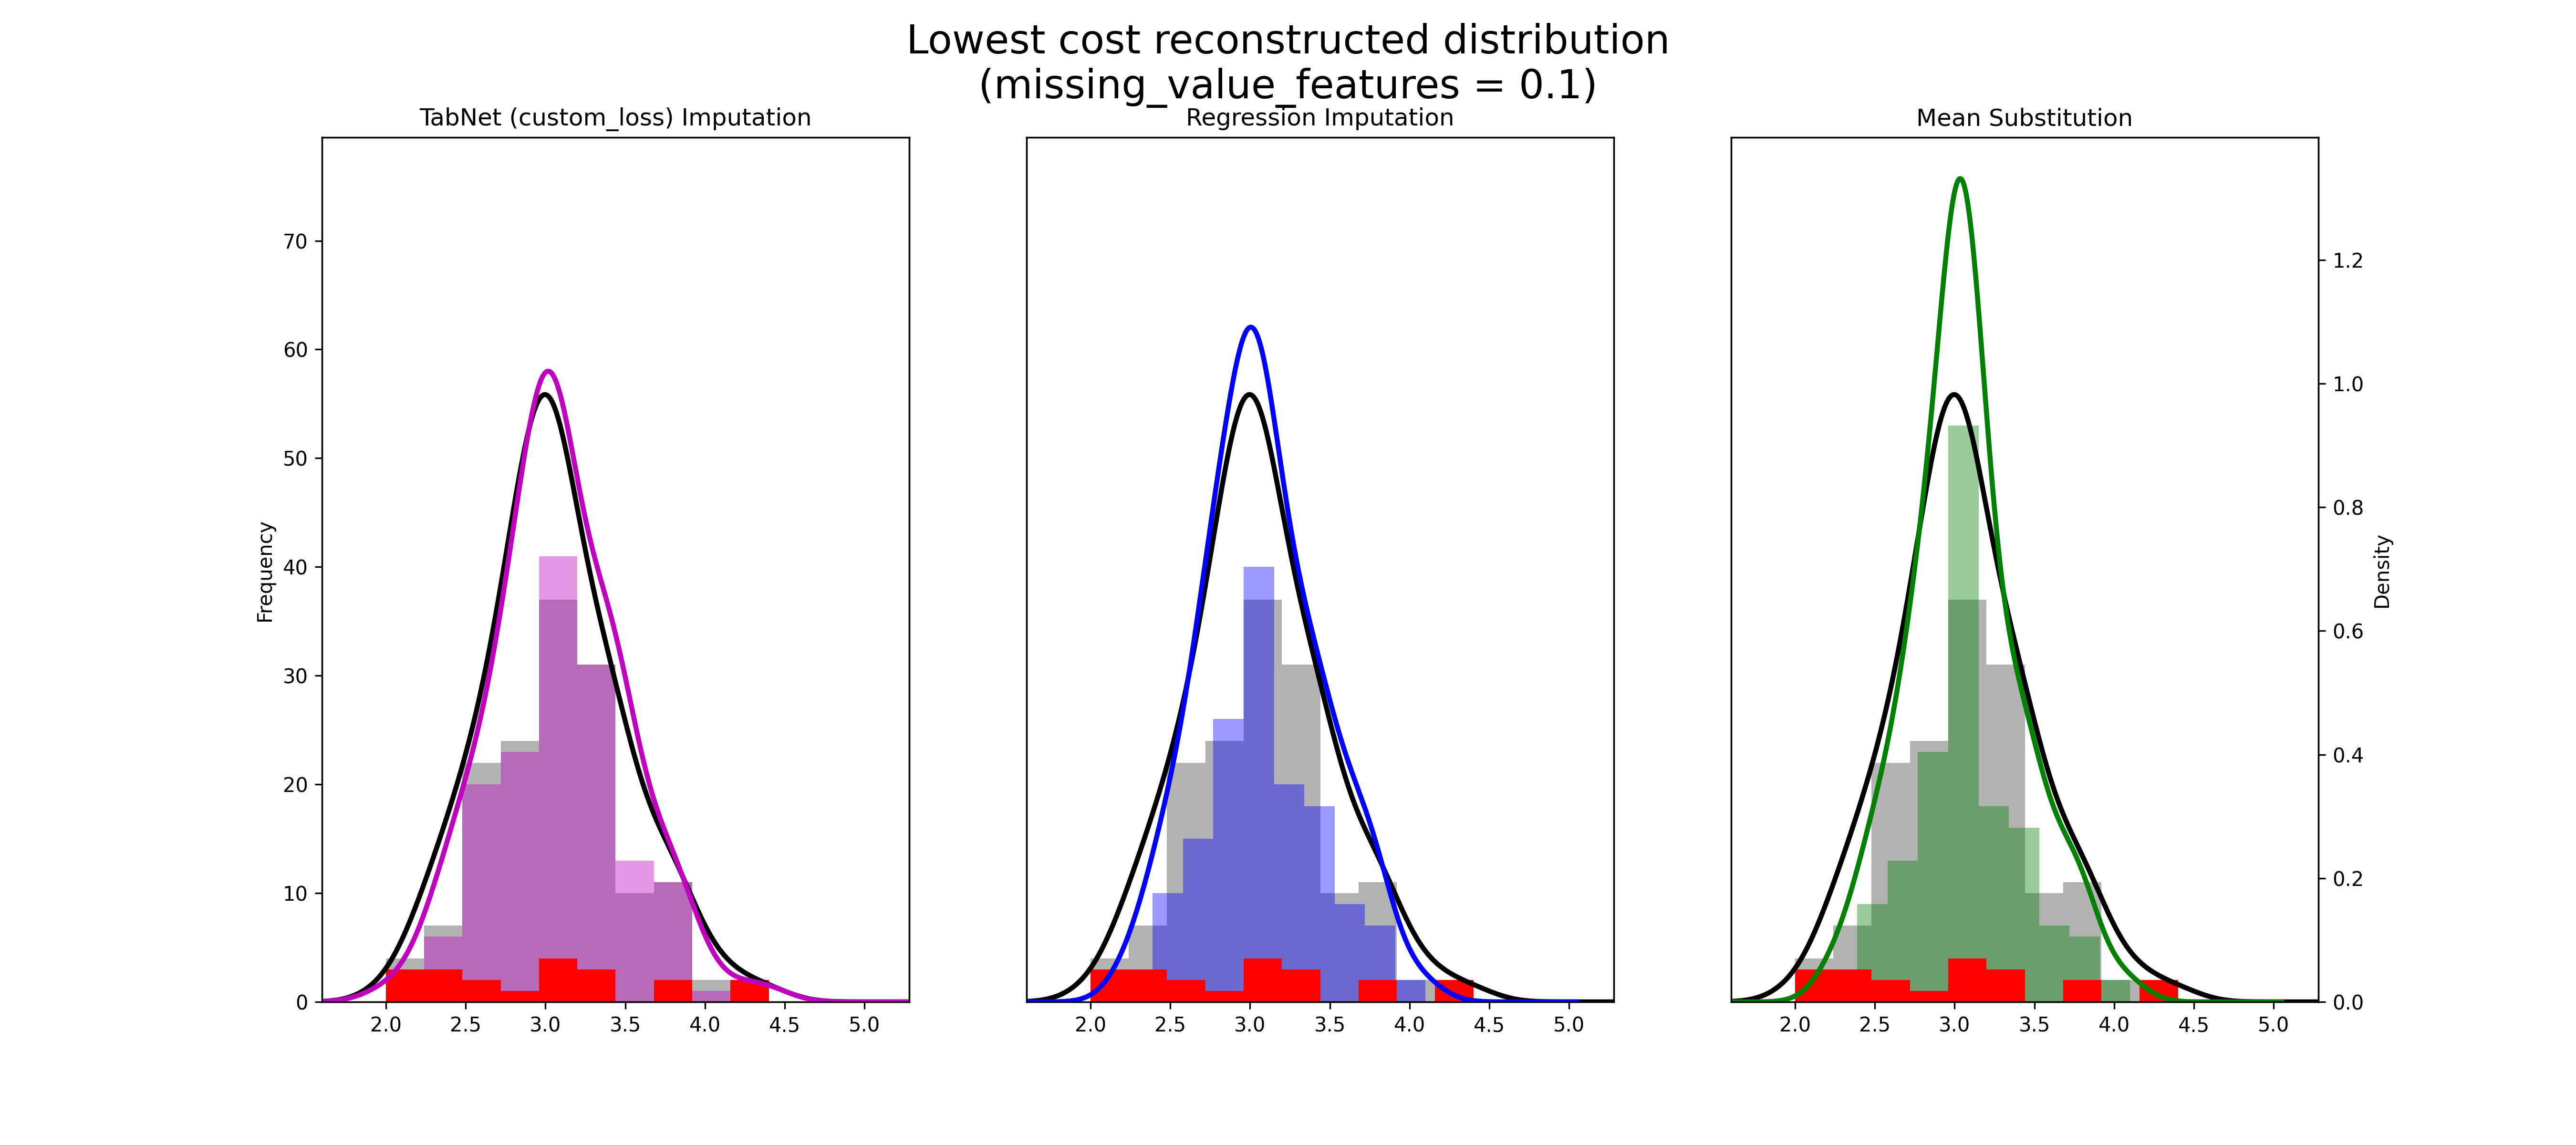 Lowest cost reconstructed distribution
(missing_value_features = 0.1)
TabNet (custom_loss) Imputation
Regression Imputation
Mean Substitution
Frequency
70
60
50
40
30
20
10
0
2.0 2.5 3.0 3.5 4.0 4.5 5.0
2.0 2.5 3.0 3.5 4.0 4.5 5.0
2.0 2.5 3.0 3.5 4.0 4.5 5.0
1.2
1.0
0.8
0.6
0.4
0.2
0.0
Density